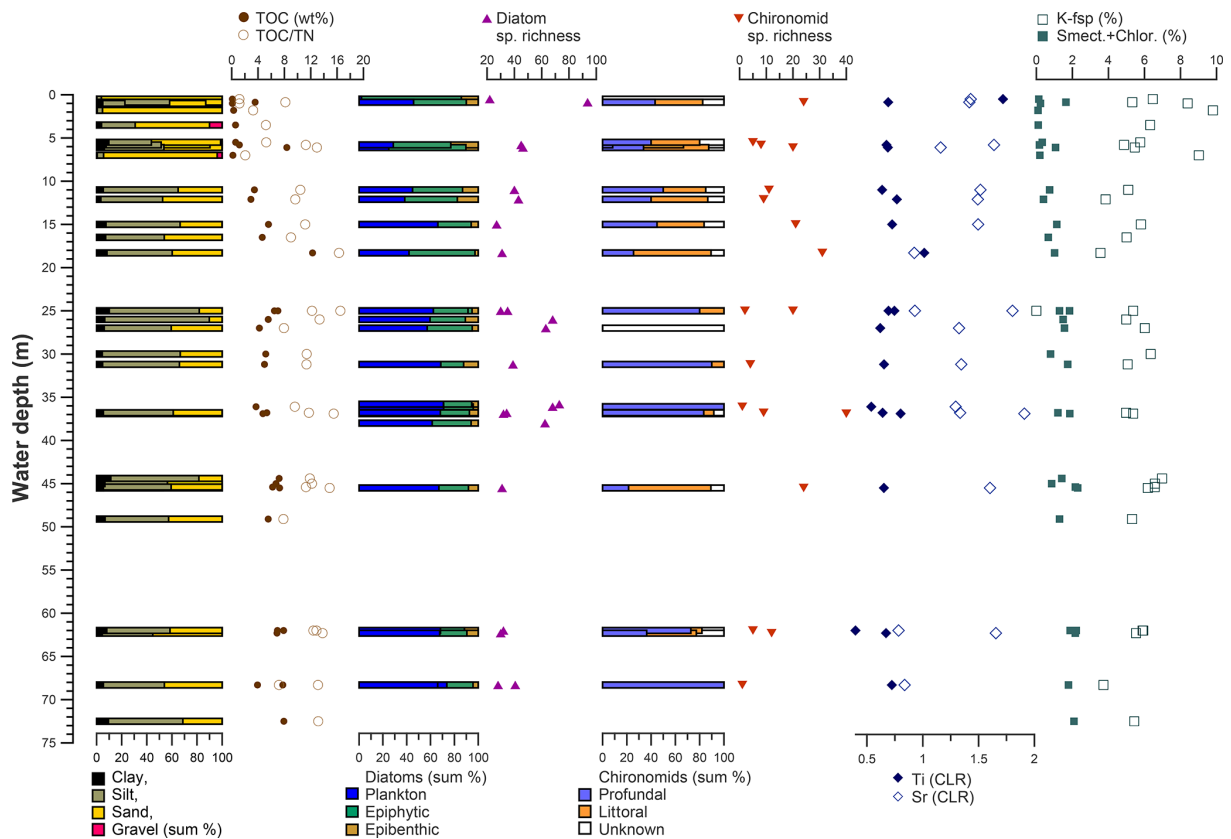 TOC (wt%)
TOC/TN
Diatom
sp. richness
Chironomid
sp. richness
K-fsp (%)
Smect.+Chlor. (%)
0 4 8 12 16 20
20 40 60 80 100
0 10 20 30 40
0 2 4 6 8 10
Water depth (m)
0
5
10
15
20
25
30
35
40
45
50
55
60
65
70
75
0 20 40 60 80 100
0 20 40 60 80 100
0 20 40 60 80 100
0.5 1 1.5 2
Clay,
Silt,
Sand,
Gravel (sum %)
Diatoms (sum %)
Plankton
Epiphytic
Epibenthic
Chironomids (sum %)
Profundal
Littoral
Unknown
Ti (CLR)
Sr (CLR)